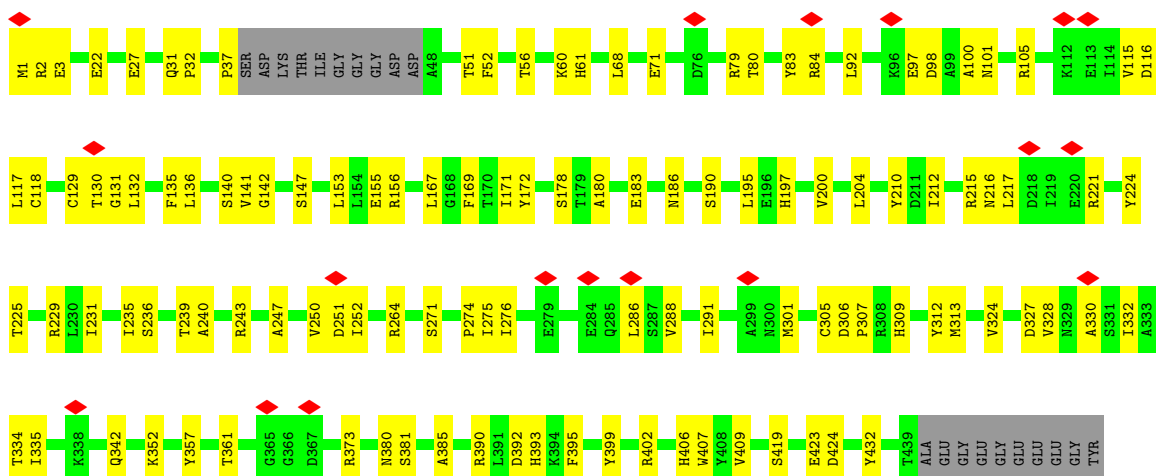 M1 R2 E3 E22 E27 Q31 P32 P37 SER ASP LYS THR ILE GLY GLY GLY ASP ASP A48 T51 F52 T56 K60 H61 L68 E71 D76 R79 T80 Y83 R84 L92 K96 E97 D98 A99 A100 N101 R105 K112 E113 I114 V115 D116
L117 C118 C129 T130 G131 L132 F135 L136 S140 V141 G142 S147 L153 L154 E155 R156 L167 G168 F169 T170 I171 Y172 S178 T179 A180 E183 N186 S190 L195 E196 H197 V200 L204 Y210 D211 I212 R215 N216 L217 D218 I219 E220 R221 Y224
T225 R229 L230 I231 I235 S236 T239 A240 R243 A247 V250 D251 I252 R264 S271 P274 I275 I276 E279 E284 Q285 L286 S287 V288 I291 A299 N300 M301 C305 D306 P307 R308 H309 Y312 M313 V324 D327 V328 N329 A330 S331 I332 A333
T334 I335 K338 Q342 K352 Y357 T361 G365 G366 D367 R373 N380 S381 A385 R390 L391 D392 H393 K394 F395 Y399 R402 H406 W407 Y408 V409 S419 E423 D424 Y432 T439 ALA GLU GLY GLU GLU GLY GLU GLU GLU GLY TYR